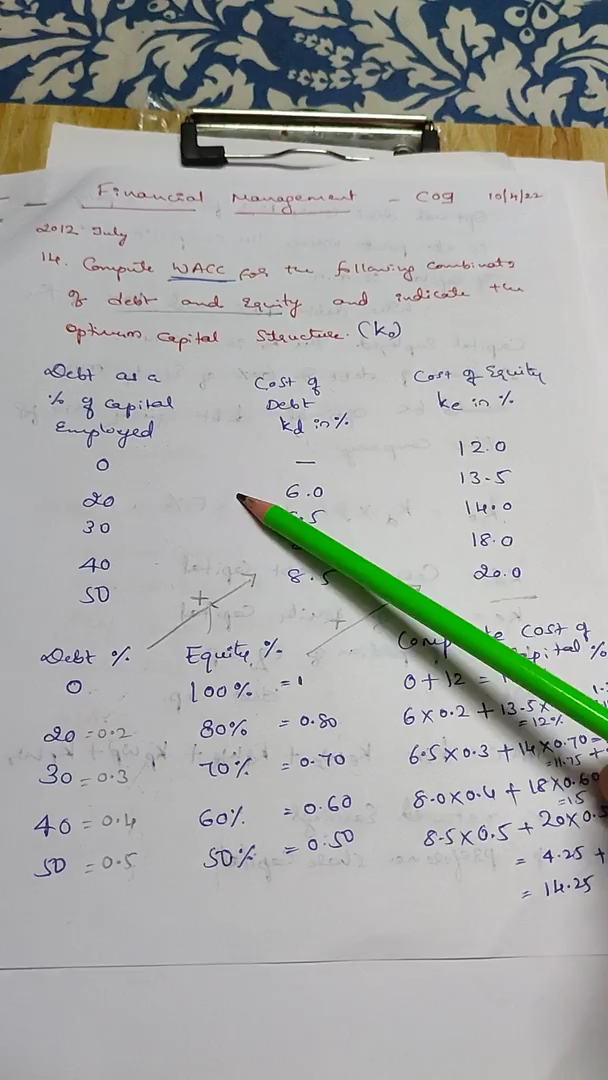 Financial Management - C09 10/4/22
2012 July
14. Compute WACC for the following combinats
of debt and Equity and indicate the
optimum capital structure. (ko)
Debt as a Cost of Cost of Equity
% of capital Debt ke in %
Employed kd in %
0 — 12.0
20 6.0 13.5
30 .5 14.0
40 18.0
50 8.5 20.0
+ +
Debt % Equity % Cost of
0 100% = 1 0 + 12 =
20 = 0.2 80% = 0.80 6 x 0.2 + 13.5 x
= 12%
30 = 0.3 70% = 0.70 6.5 x 0.3 + 14 x 0.70 =
= 11.75
40 = 0.4 60% = 0.60 8.0 x 0.4 + 18 x 0.60
= 15
50 = 0.5 50% = 0.50 8.5 x 0.5 + 20 x 0.5
= 4.25 +
= 14.25